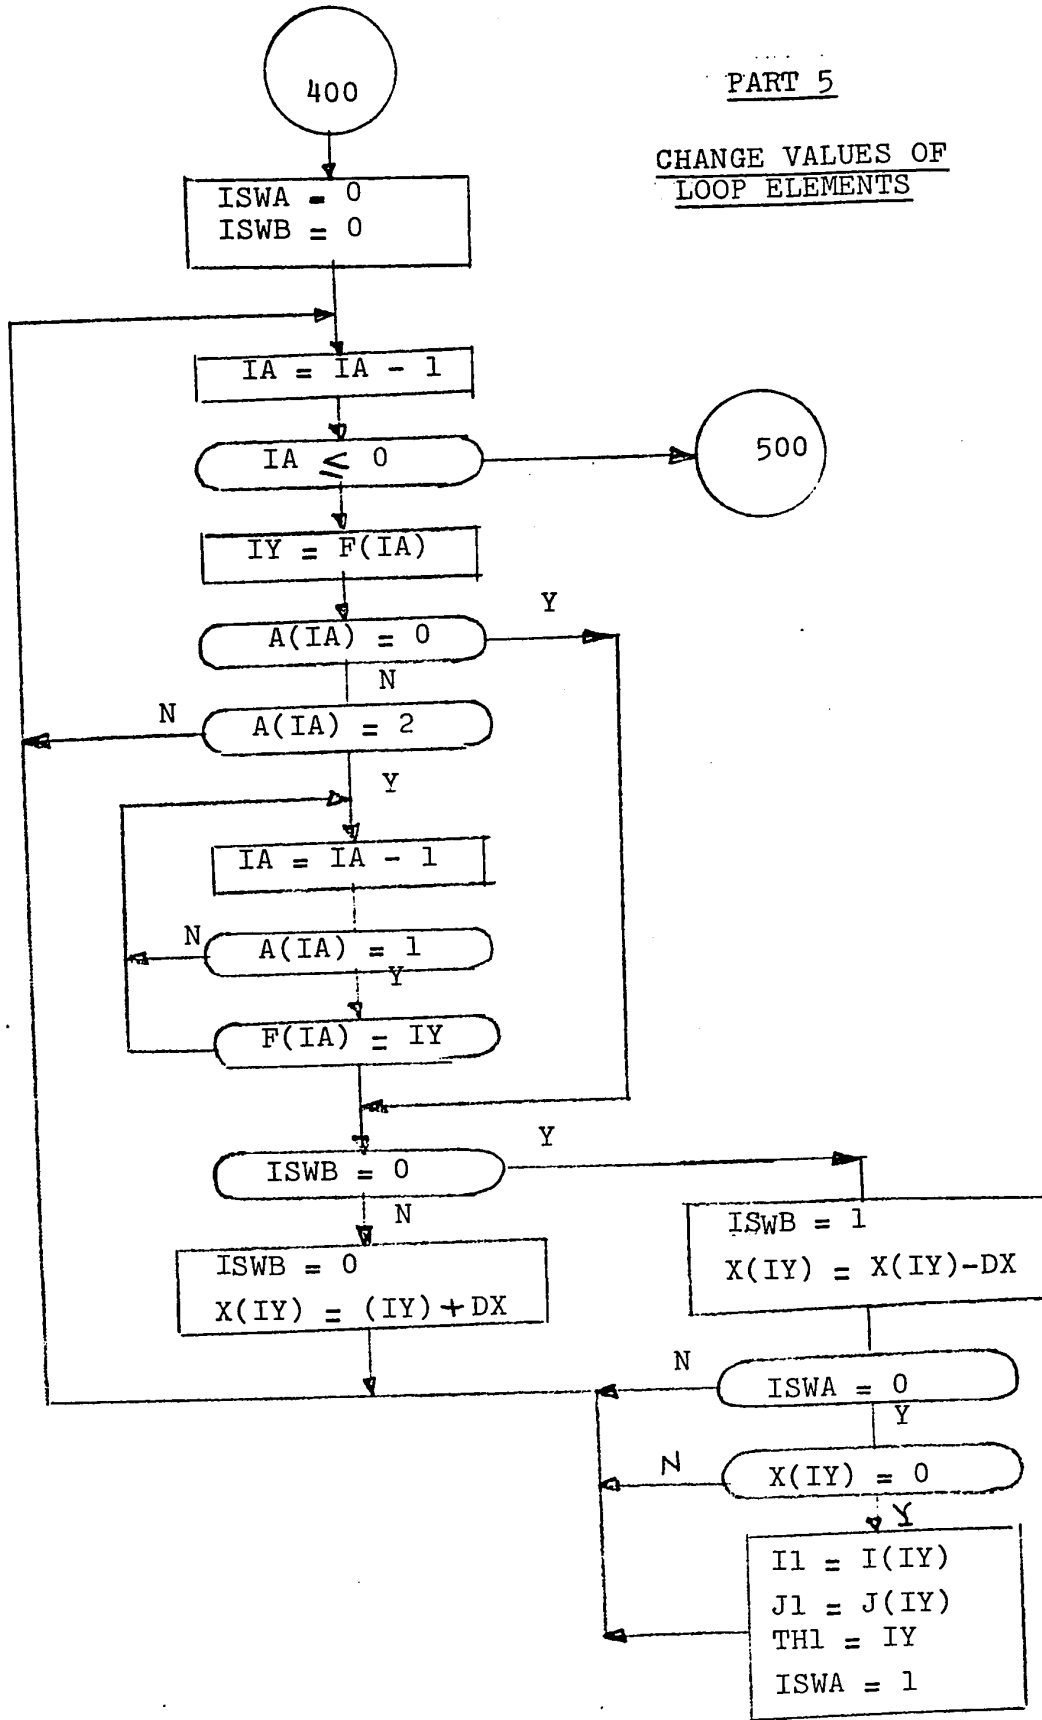 400
PART 5
CHANGE VALUES OF
LOOP ELEMENTS
ISWA = 0
ISWB = 0
IA = IA - 1
IA ≤ 0
500
IY = F(IA)
A(IA) = 0
Y
N
A(IA) = 2
N
Y
IA = IA - 1
A(IA) = 1
N
Y
F(IA) = IY
ISWB = 0
Y
N
ISWB = 1
X(IY) = X(IY)-DX
ISWB = 0
X(IY) = (IY)+DX
ISWA = 0
N
Y
X(IY) = 0
N
Y
I1 = I(IY)
J1 = J(IY)
TH1 = IY
ISWA = 1